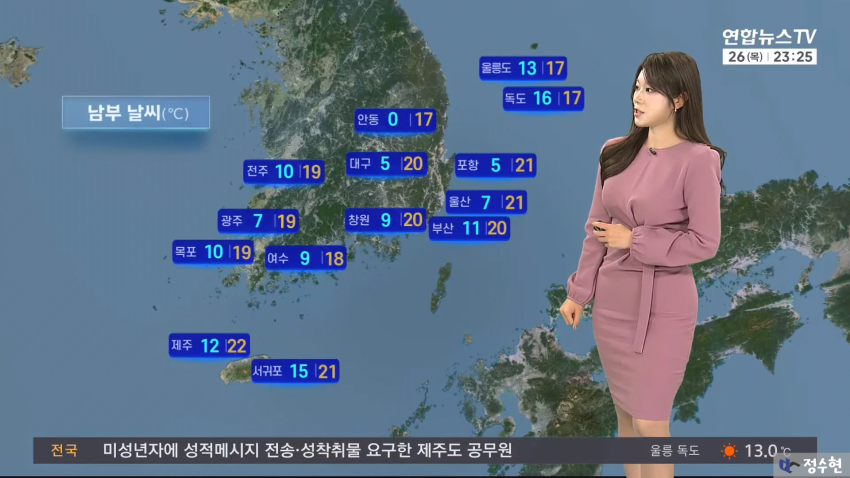 연합뉴스TV
26(목) 23:25
남부 날씨(℃)
울릉도 13 17
독도 16 17
안동 0 17
전주 10 19
대구 5 20
포항 5 21
울산 7 21
광주 7 19
창원 9 20
부산 11 20
목포 10 19
여수 9 18
제주 12 22
서귀포 15 21
전국 미성년자에 성적메시지 전송·성착취물 요구한 제주도 공무원 울릉 독도 13.0℃
정수현